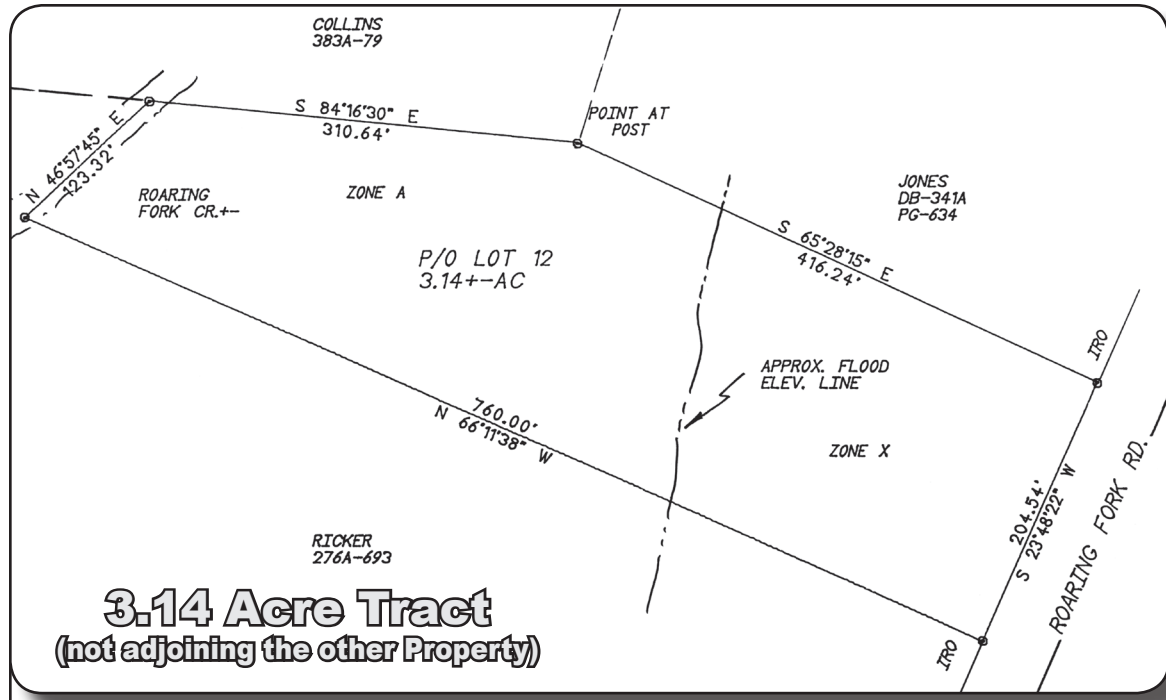 COLLINS
383A-79
S 84°16'30" E
310.64'
POINT AT
POST
N 46°57'45" E
123.32'
ROARING
FORK CR.+-
ZONE A
JONES
DB-341A
PG-634
P/O LOT 12
3.14+-AC
S 65°28'15" E
416.24'
IRO
APPROX. FLOOD
ELEV. LINE
760.00'
N 66°11'38" W
ZONE X
204.54'
S 23°48'22" W
ROARING FORK RD.
RICKER
276A-693
IRO
3.14 Acre Tract
(not adjoining the other Property)